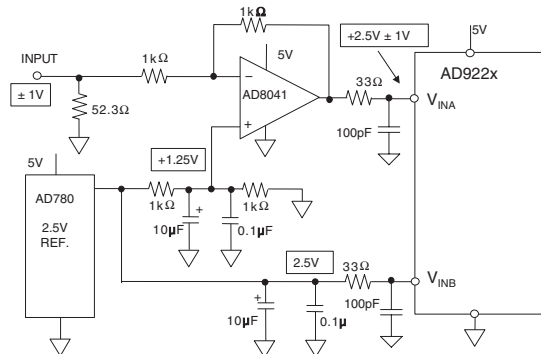 1kΩ
5V
+2.5V ± 1V
5V
INPUT
1kΩ
AD922x
± 1V
−
AD8041
33Ω
VINA
52.3Ω
+
100pF
5V
+1.25V
AD780
1kΩ
1kΩ
2.5V
REF.
+
10µF
0.1µF
2.5V
33Ω
VINB
+
10µF
0.1µ
100pF